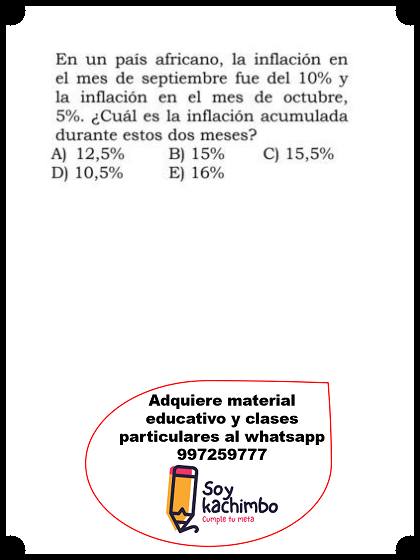 En un país africano, la inflación en
el mes de septiembre fue del 10% y
la inflación en el mes de octubre,
5%. ¿Cuál es la inflación acumulada
durante estos dos meses?
A) 12,5% B) 15% C) 15,5%
D) 10,5% E) 16%
Adquiere material
educativo y clases
particulares al whatsapp
997259777
Soy
kachimbo
Cumple tu meta